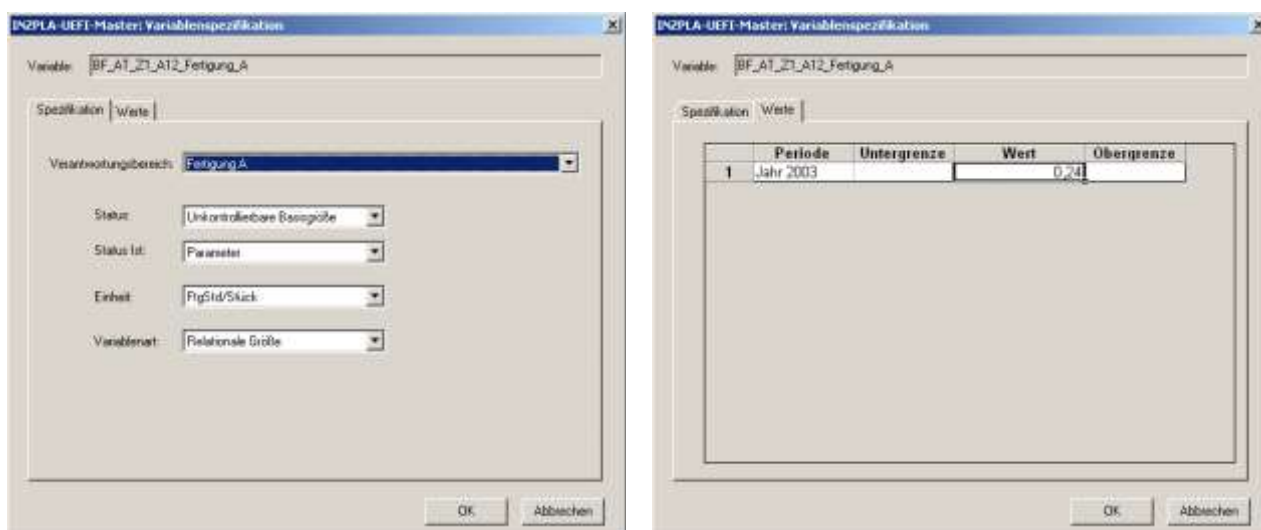 IN2PLA-UEFI-Master: Variablenspezifikation
Variable: BF_AT_Z1_A12_Fertigung_A
Spezifikation Werte
Verantwortungsbereich: Fertigung A
Status: Unkontrollierbare Basisgröße
Status Ist: Parameter
Einheit: FtgStd/Stück
Variablenart: Relationale Größe
OK Abbrechen
IN2PLA-UEFI-Master: Variablenspezifikation
Variable: BF_AT_Z1_A12_Fertigung_A
Spezifikation Werte
Periode Untergrenze Wert Obergrenze
1 Jahr 2003 0,24
OK Abbrechen